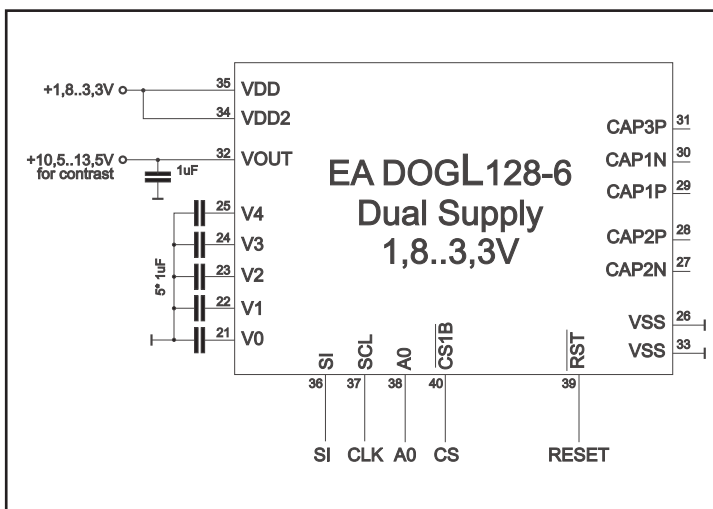 +1,8..3,3V
35 VDD
34 VDD2
+10,5..13,5V
for contrast
1uF
32 VOUT
25 V4
24 V3
23 V2
22 V1
21 V0
5* 1uF
EA DOGL128-6
Dual Supply
1,8..3,3V
CAP3P 31
CAP1N 30
CAP1P 29
CAP2P 28
CAP2N 27
VSS 26
VSS 33
SI
SCL
A0
CS1B
RST
36 37 38 40 39
SI CLK A0 CS RESET